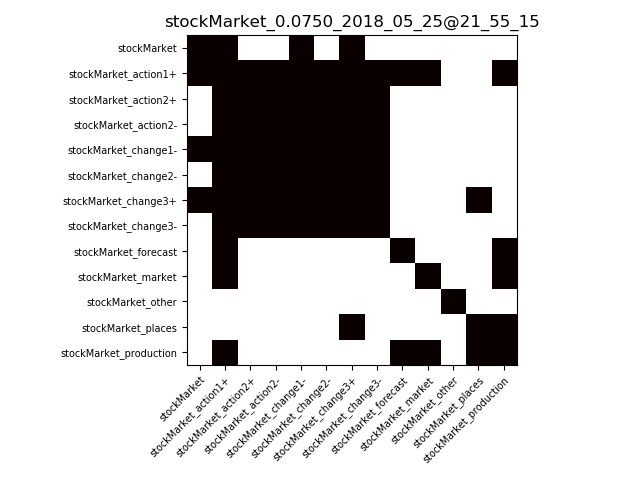 stockMarket_0.0750_2018_05_25@21_55_15
stockMarket
stockMarket_action1+
stockMarket_action2+
stockMarket_action2-
stockMarket_change1-
stockMarket_change2-
stockMarket_change3+
stockMarket_change3-
stockMarket_forecast
stockMarket_market
stockMarket_other
stockMarket_places
stockMarket_production
stockMarket
stockMarket_action1+
stockMarket_action2+
stockMarket_action2-
stockMarket_change1-
stockMarket_change2-
stockMarket_change3+
stockMarket_change3-
stockMarket_forecast
stockMarket_market
stockMarket_other
stockMarket_places
stockMarket_production